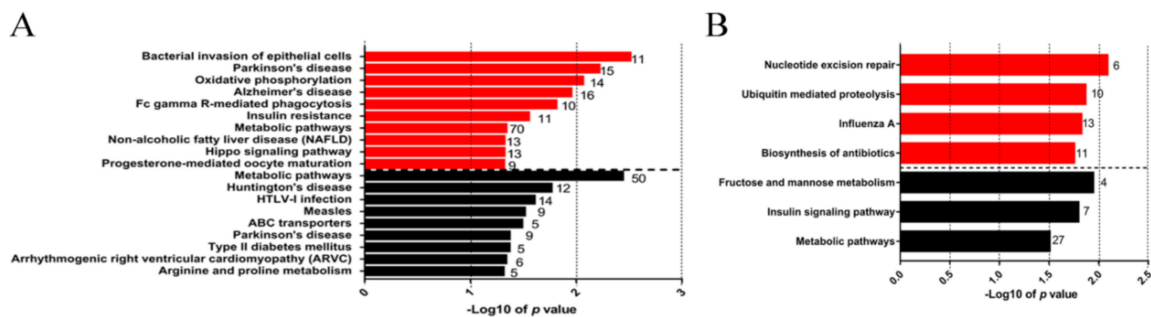 A
Bacterial invasion of epithelial cells 11
Parkinson's disease 15
Oxidative phosphorylation 14
Alzheimer's disease 16
Fc gamma R-mediated phagocytosis 10
Insulin resistance 11
Metabolic pathways 70
Non-alcoholic fatty liver disease (NAFLD) 13
Hippo signaling pathway 13
Progesterone-mediated oocyte maturation 9
Metabolic pathways 50
Huntington's disease 12
HTLV-I infection 14
Measles 9
ABC transporters 5
Parkinson's disease 9
Type II diabetes mellitus 5
Arrhythmogenic right ventricular cardiomyopathy (ARVC) 6
Arginine and proline metabolism 5
0 1 2 3
-Log10 of p value
B
Nucleotide excision repair 6
Ubiquitin mediated proteolysis 10
Influenza A 13
Biosynthesis of antibiotics 11
Fructose and mannose metabolism 4
Insulin signaling pathway 7
Metabolic pathways 27
0.0 0.5 1.0 1.5 2.0 2.5
-Log10 of p value